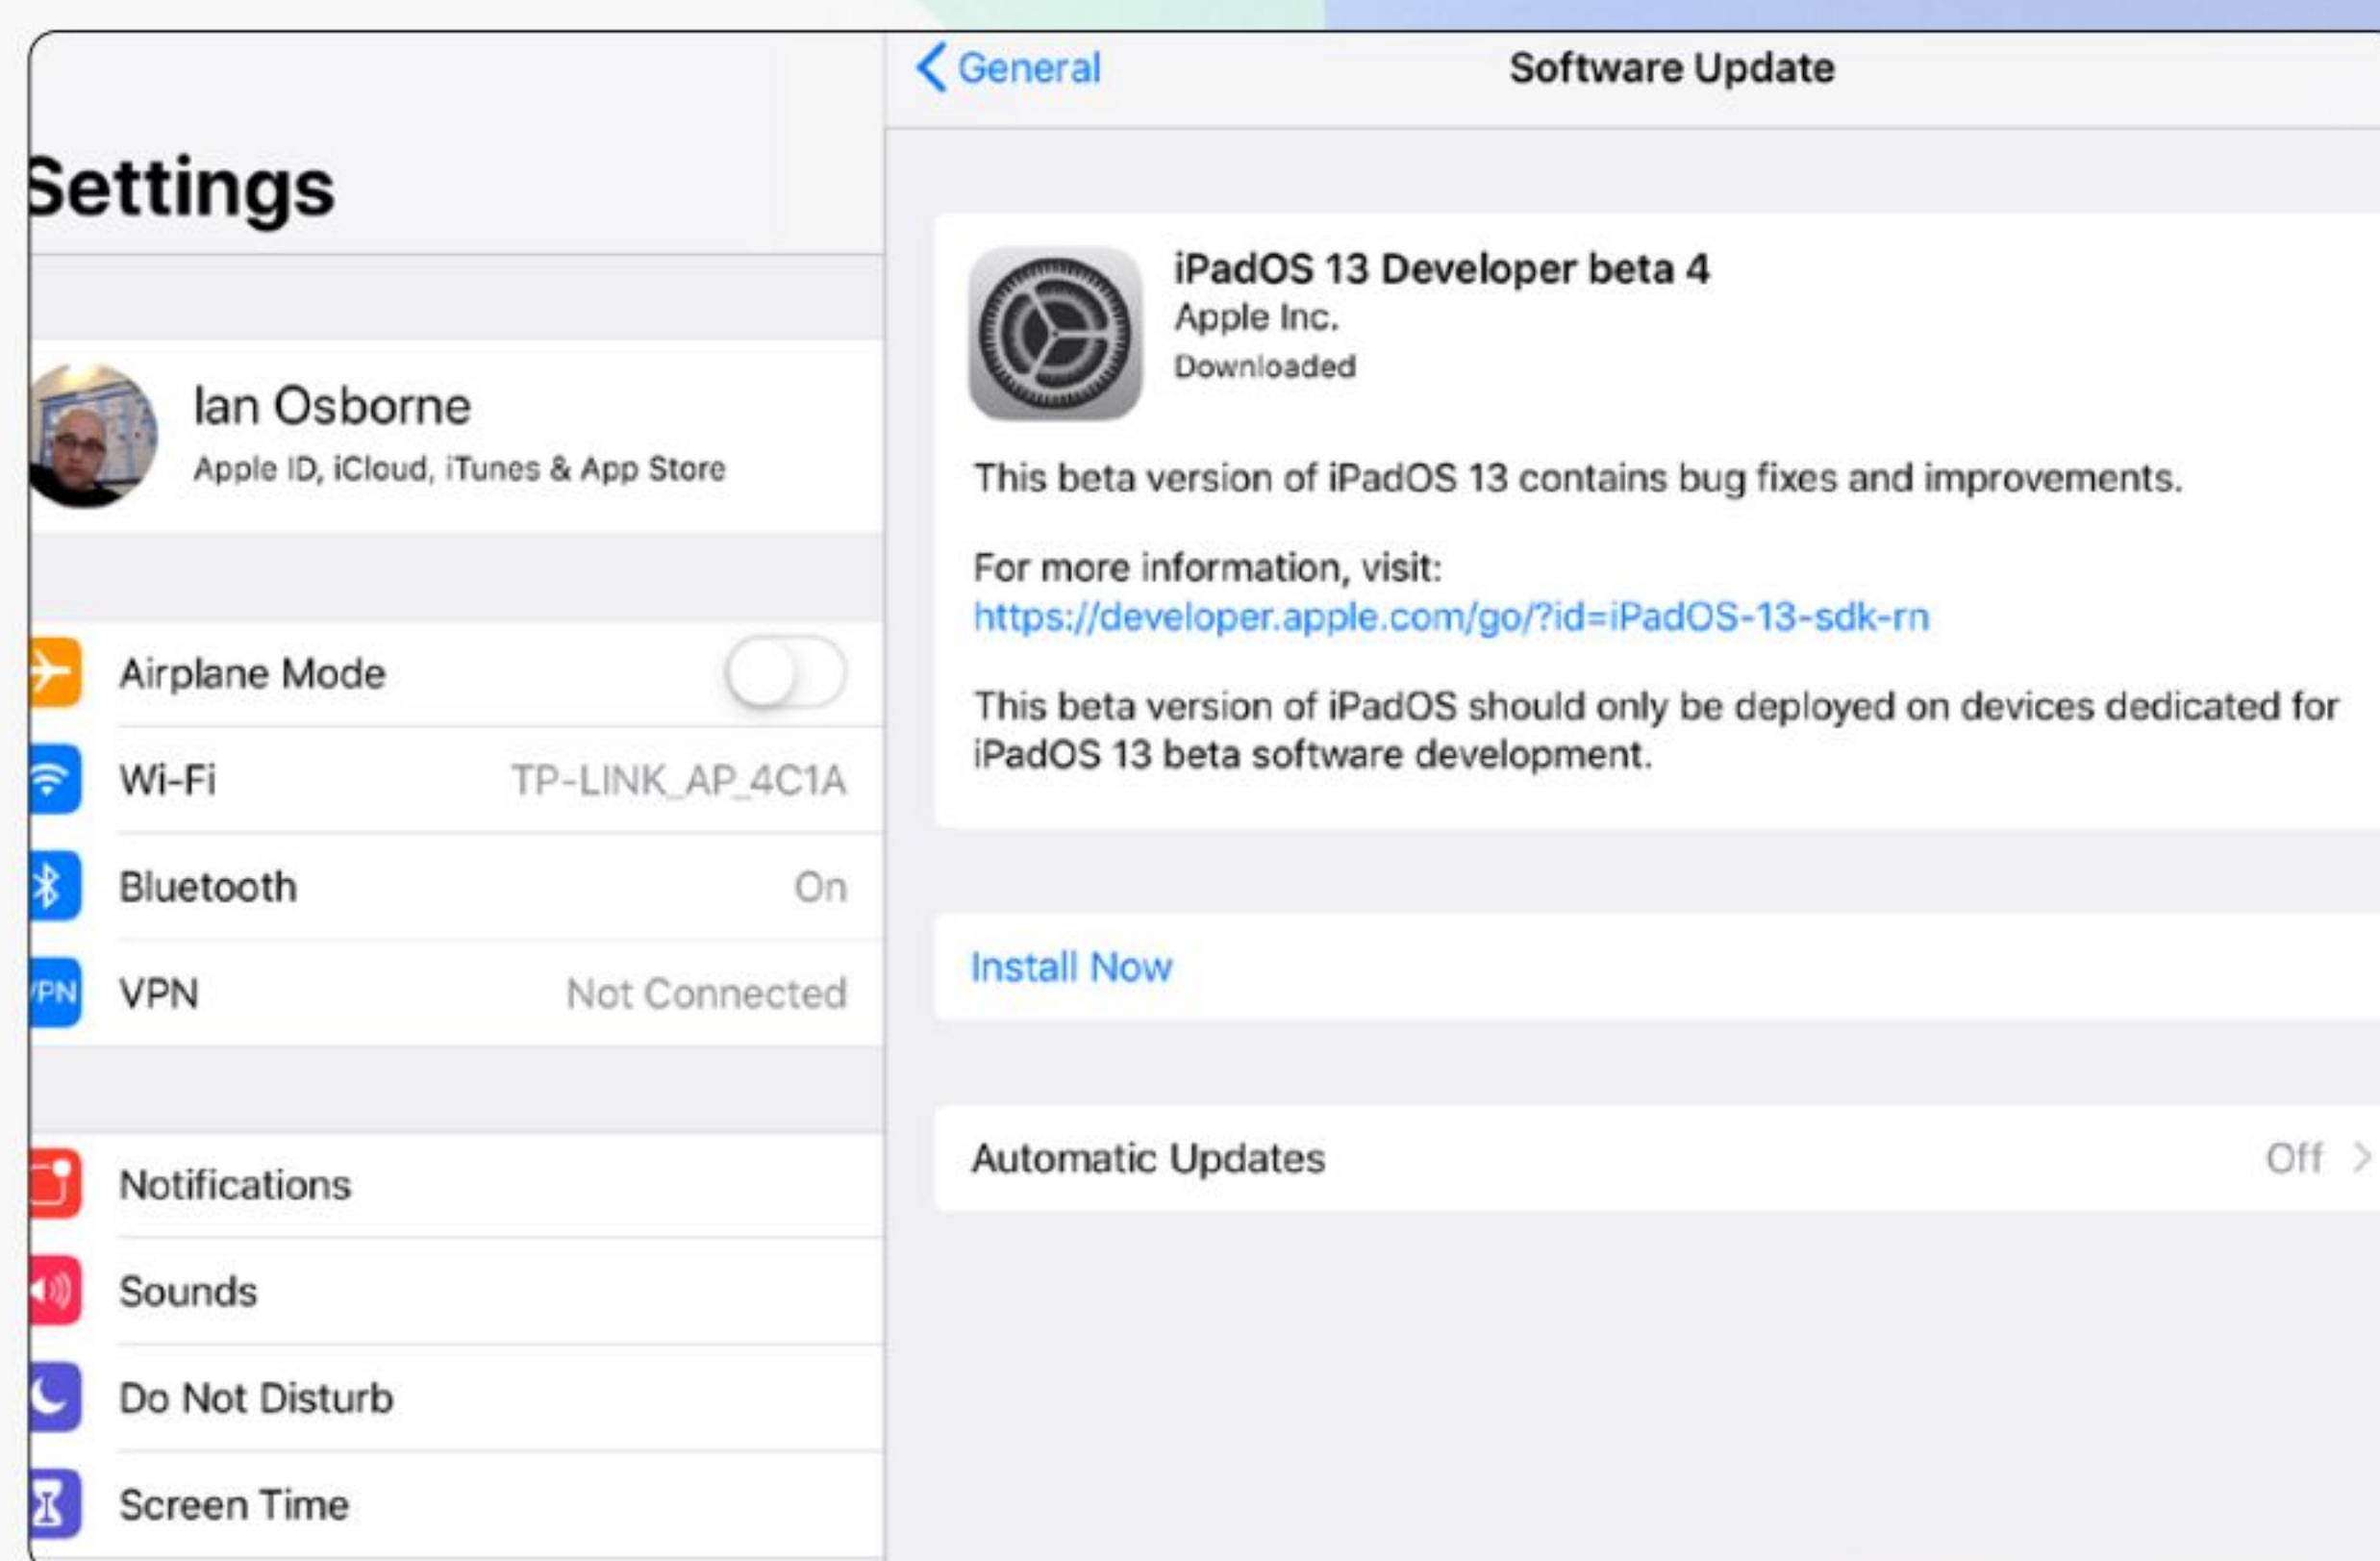 Settings
Ian Osborne
Apple ID, iCloud, iTunes & App Store
Airplane Mode
Wi-Fi TP-LINK_AP_4C1A
Bluetooth On
VPN VPN Not Connected
Notifications
Sounds
Do Not Disturb
Screen Time
General Software Update
iPadOS 13 Developer beta 4
Apple Inc.
Downloaded
This beta version of iPadOS 13 contains bug fixes and improvements.
For more information, visit:
https://developer.apple.com/go/?id=iPadOS-13-sdk-rn
This beta version of iPadOS should only be deployed on devices dedicated for
iPadOS 13 beta software development.
Install Now
Automatic Updates Off